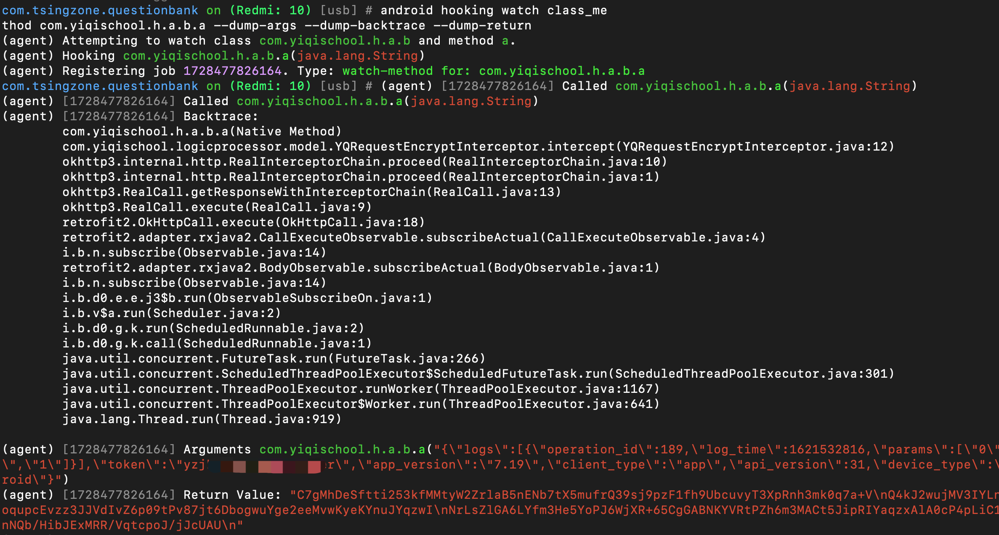 com.tsingzone.questionbank on (Redmi: 10) [usb] # android hooking watch class_me
thod com.yiqischool.h.a.b.a --dump-args --dump-backtrace --dump-return
(agent) Attempting to watch class com.yiqischool.h.a.b and method a.
(agent) Hooking com.yiqischool.h.a.b.a(java.lang.String)
(agent) Registering job 1728477826164. Type: watch-method for: com.yiqischool.h.a.b.a
com.tsingzone.questionbank on (Redmi: 10) [usb] # (agent) [1728477826164] Called com.yiqischool.h.a.b.a(java.lang.String)
(agent) [1728477826164] Called com.yiqischool.h.a.b.a(java.lang.String)
(agent) [1728477826164] Backtrace:
com.yiqischool.h.a.b.a(Native Method)
com.yiqischool.logicprocessor.model.YQRequestEncryptInterceptor.intercept(YQRequestEncryptInterceptor.java:12)
okhttp3.internal.http.RealInterceptorChain.proceed(RealInterceptorChain.java:10)
okhttp3.internal.http.RealInterceptorChain.proceed(RealInterceptorChain.java:1)
okhttp3.RealCall.getResponseWithInterceptorChain(RealCall.java:13)
okhttp3.RealCall.execute(RealCall.java:9)
retrofit2.OkHttpCall.execute(OkHttpCall.java:18)
retrofit2.adapter.rxjava2.CallExecuteObservable.subscribeActual(CallExecuteObservable.java:4)
i.b.n.subscribe(Observable.java:14)
retrofit2.adapter.rxjava2.BodyObservable.subscribeActual(BodyObservable.java:1)
i.b.n.subscribe(Observable.java:14)
i.b.d0.e.e.j3$b.run(ObservableSubscribeOn.java:1)
i.b.v$a.run(Scheduler.java:2)
i.b.d0.g.k.run(ScheduledRunnable.java:2)
i.b.d0.g.k.call(ScheduledRunnable.java:1)
java.util.concurrent.FutureTask.run(FutureTask.java:266)
java.util.concurrent.ScheduledThreadPoolExecutor$ScheduledFutureTask.run(ScheduledThreadPoolExecutor.java:301)
java.util.concurrent.ThreadPoolExecutor.runWorker(ThreadPoolExecutor.java:1167)
java.util.concurrent.ThreadPoolExecutor$Worker.run(ThreadPoolExecutor.java:641)
java.lang.Thread.run(Thread.java:919)
(agent) [1728477826164] Arguments com.yiqischool.h.a.b.a("{\"logs\":[{\"operation_id\":189,\"log_time\":1621532816,\"params\":[\"0\"
\",\"1\"]}],\"token\":\"yzj r\",\"app_version\":\"7.19\",\"client_type\":\"app\",\"api_version\":31,\"device_type\":\
roid\"}")
(agent) [1728477826164] Return Value: "C7gMhDeSftti253kfMMtyW2ZrlaB5nENb7tX5mufrQ39sj9pzF1fh9UbcuvyT3XpRnh3mk0q7a+V\nQ4kJ2wujMV3IYLr
oqupcEvzz3JJVdIvZ6p09tPv87jt6DbogwuYge2eeMvwKyeKYnuJYqzwI\nNrLsZlGA6LYfm3He5YoPJ6WjXR+65CgGABNKYVRtPZh6m3MACt5JipRIYaqzxAlA0cP4pLiC1
nNQb/HibJExMRR/VqtcpoJ/jJcUAU\n"